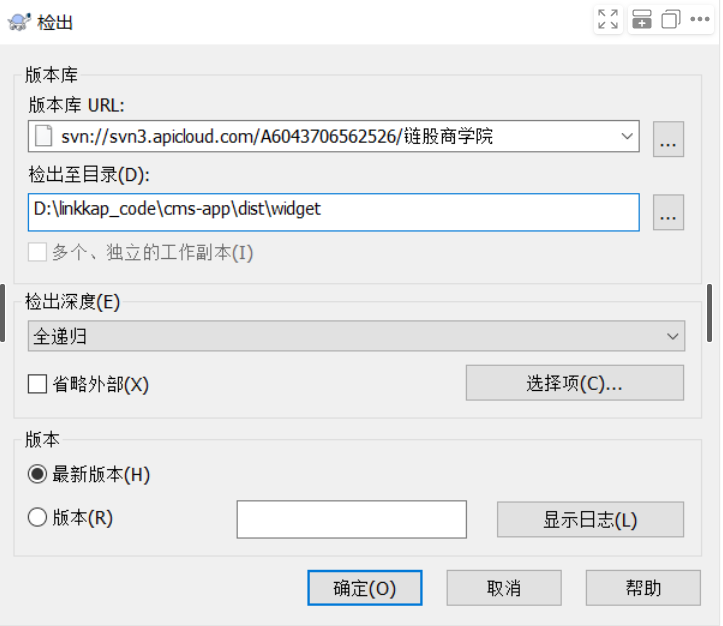 检出
版本库
版本库 URL:
svn://svn3.apicloud.com/A6043706562526/链股商学院
...
检出至目录(D):
D:\linkkap_code\cms-app\dist\widget
...
多个、独立的工作副本(I)
检出深度(E)
全递归
省略外部(X)
选择项(C)...
版本
最新版本(H)
版本(R)
显示日志(L)
确定(O)
取消
帮助